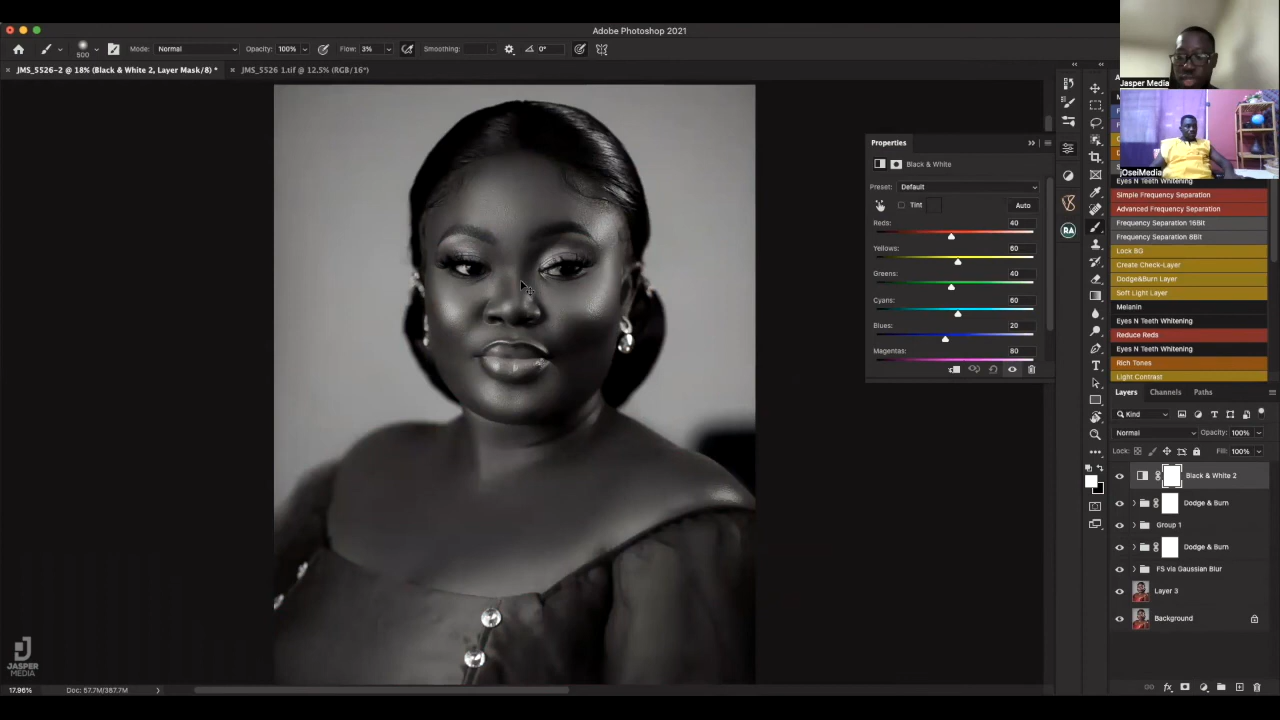 Adobe Photoshop 2021
500 Mode: Normal Opacity: 100% Flow: 3% Smoothing: 0°
JMS_5526-2 @ 18% (Black & White 2, Layer Mask/8) * JMS_5526 1.tif @ 12.5% (RGB/16*)
Jasper Media
jOseiMedia
Properties
Black & White
Preset: Default
Tint Auto
Reds: 40
Yellows: 60
Greens: 40
Cyans: 60
Blues: 20
Magentas: 80
Eyes N Teeth Whitening
Simple Frequency Separation
Advanced Frequency Separation
Frequency Separation 16Bit
Frequency Separation 8Bit
Lock BG
Create Check-Layer
Dodge&Burn Layer
Soft Light Layer
Melanin
Eyes N Teeth Whitening
Reduce Reds
Eyes N Teeth Whitening
Rich Tones
Light Contrast
RA
Layers Channels Paths
Kind
Normal Opacity: 100%
Lock: Fill: 100%
Black & White 2
Dodge & Burn
Group 1
Dodge & Burn
FS via Gaussian Blur
Layer 3
Background
JASPER
MEDIA
17.96% Doc: 57.7M/387.7M